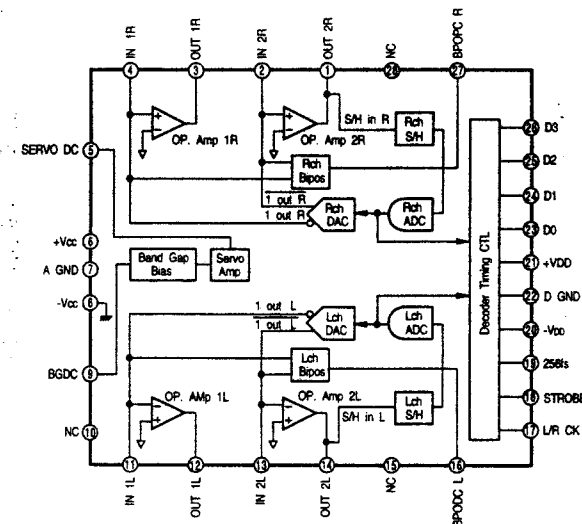 IN 1R
OUT 1R
IN 2R
OUT 2R
NC
BPOPC R
4
3
2
1
28
27
OP. Amp 1R
OP. Amp 2R
S/H in R
Rch S/H
Rch Bipos
1 out R
1 out R
Rch DAC
Rch ADC
SERVO DC 5
+Vcc 6
A GND 7
-Vcc 8
BGDC 9
NC 10
Band Gap Bias
Servo Amp
Decoder Timing CTL
26 D3
25 D2
24 D1
23 D0
21 +VDD
22 D GND
20 -VDD
19 256fs
18 STROBE
17 L/R CK
1 out L
1 out L
Lch DAC
Lch ADC
Lch Bipos
OP. AMp 1L
OP. Amp 2L
S/H in L
Lch S/H
11
12
13
14
15
16
IN 1L
OUT 1L
IN 2L
OUT 2L
NC
BPODC L